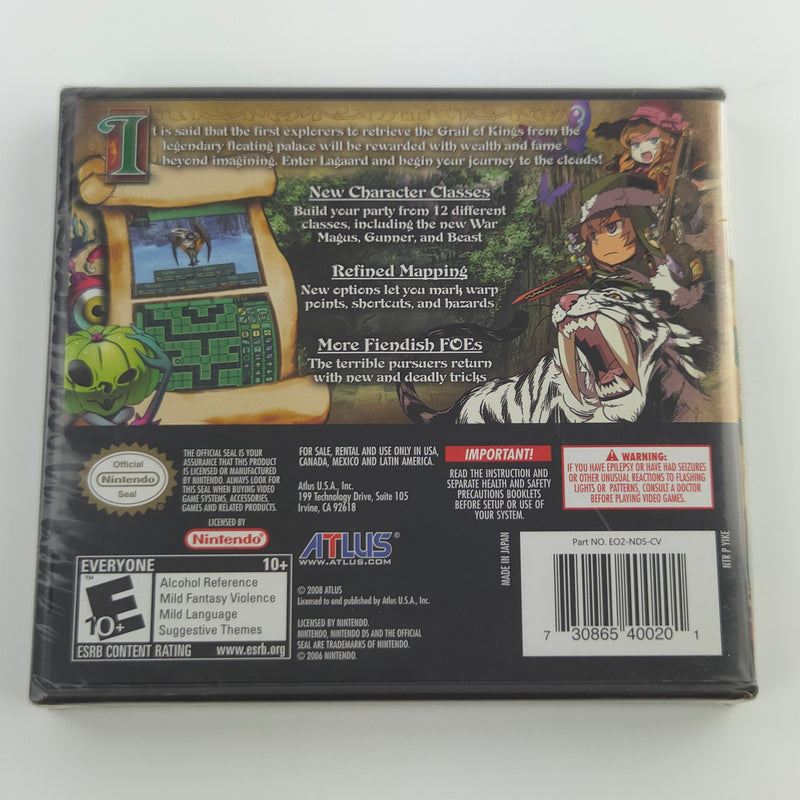 It is said that the first explorers to retrieve the Grail of Kings from the
legendary floating palace will be rewarded with wealth and fame
beyond imagining. Enter Lagaard and begin your journey to the clouds!
New Character Classes
Build your party from 12 different
classes, including the new War
Magus, Gunner, and Beast
Refined Mapping
New options let you mark warp
points, shortcuts, and hazards
More Fiendish F.O.Es
The terrible pursuers return
with new and deadly tricks
Official
Nintendo
Seal
THE OFFICIAL SEAL IS YOUR
ASSURANCE THAT THIS PRODUCT
IS LICENSED OR MANUFACTURED
BY NINTENDO. ALWAYS LOOK FOR
THIS SEAL WHEN BUYING VIDEO
GAME SYSTEMS, ACCESSORIES,
GAMES AND RELATED PRODUCTS.
LICENSED BY
Nintendo
FOR SALE, RENTAL AND USE ONLY IN USA,
CANADA, MEXICO AND LATIN AMERICA.
Atlus U.S.A., Inc.
199 Technology Drive, Suite 105
Irvine, CA 92618
ATLUS
WWW.ATLUS.COM
© 2008 ATLUS
Licensed to and published by Atlus U.S.A., Inc.
LICENSED BY NINTENDO.
NINTENDO, NINTENDO DS AND THE OFFICIAL
SEAL ARE TRADEMARKS OF NINTENDO.
© 2006 NINTENDO.
IMPORTANT!
READ THE INSTRUCTION AND
SEPARATE HEALTH AND SAFETY
PRECAUTIONS BOOKLETS
BEFORE SETUP OR USE OF
YOUR SYSTEM.
WARNING:
IF YOU HAVE EPILEPSY OR HAVE HAD SEIZURES
OR OTHER UNUSUAL REACTIONS TO FLASHING
LIGHTS OR PATTERNS, CONSULT A DOCTOR
BEFORE PLAYING VIDEO GAMES.
EVERYONE 10+
E
10+
™
Alcohol Reference
Mild Fantasy Violence
Mild Language
Suggestive Themes
ESRB CONTENT RATING www.esrb.org
MADE IN JAPAN
Part NO. EO2-NDS-CV
7 30865 40020 1
NTR P YIKE